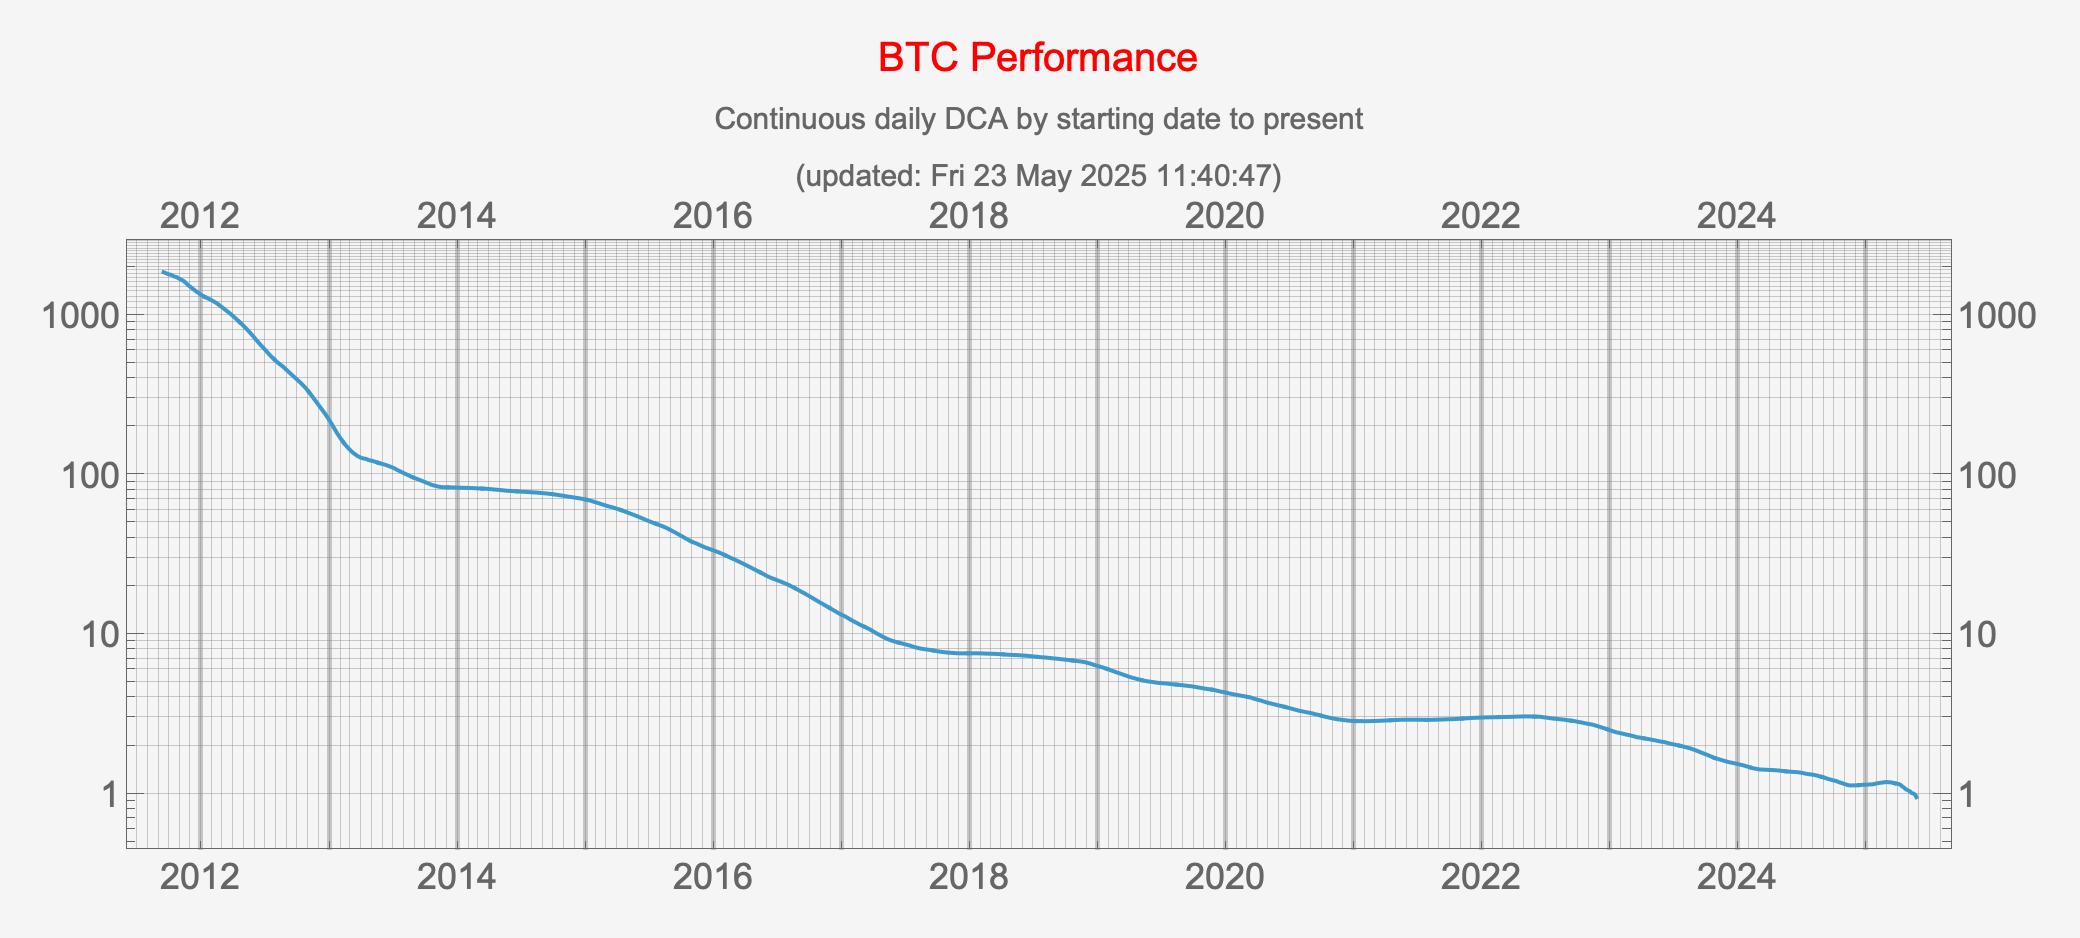 BTC Performance
Continuous daily DCA by starting date to present
(updated: Fri 23 May 2025 11:40:47)
2012 2014 2016 2018 2020 2022 2024
1000 1000
100 100
10 10
1 1
2012 2014 2016 2018 2020 2022 2024